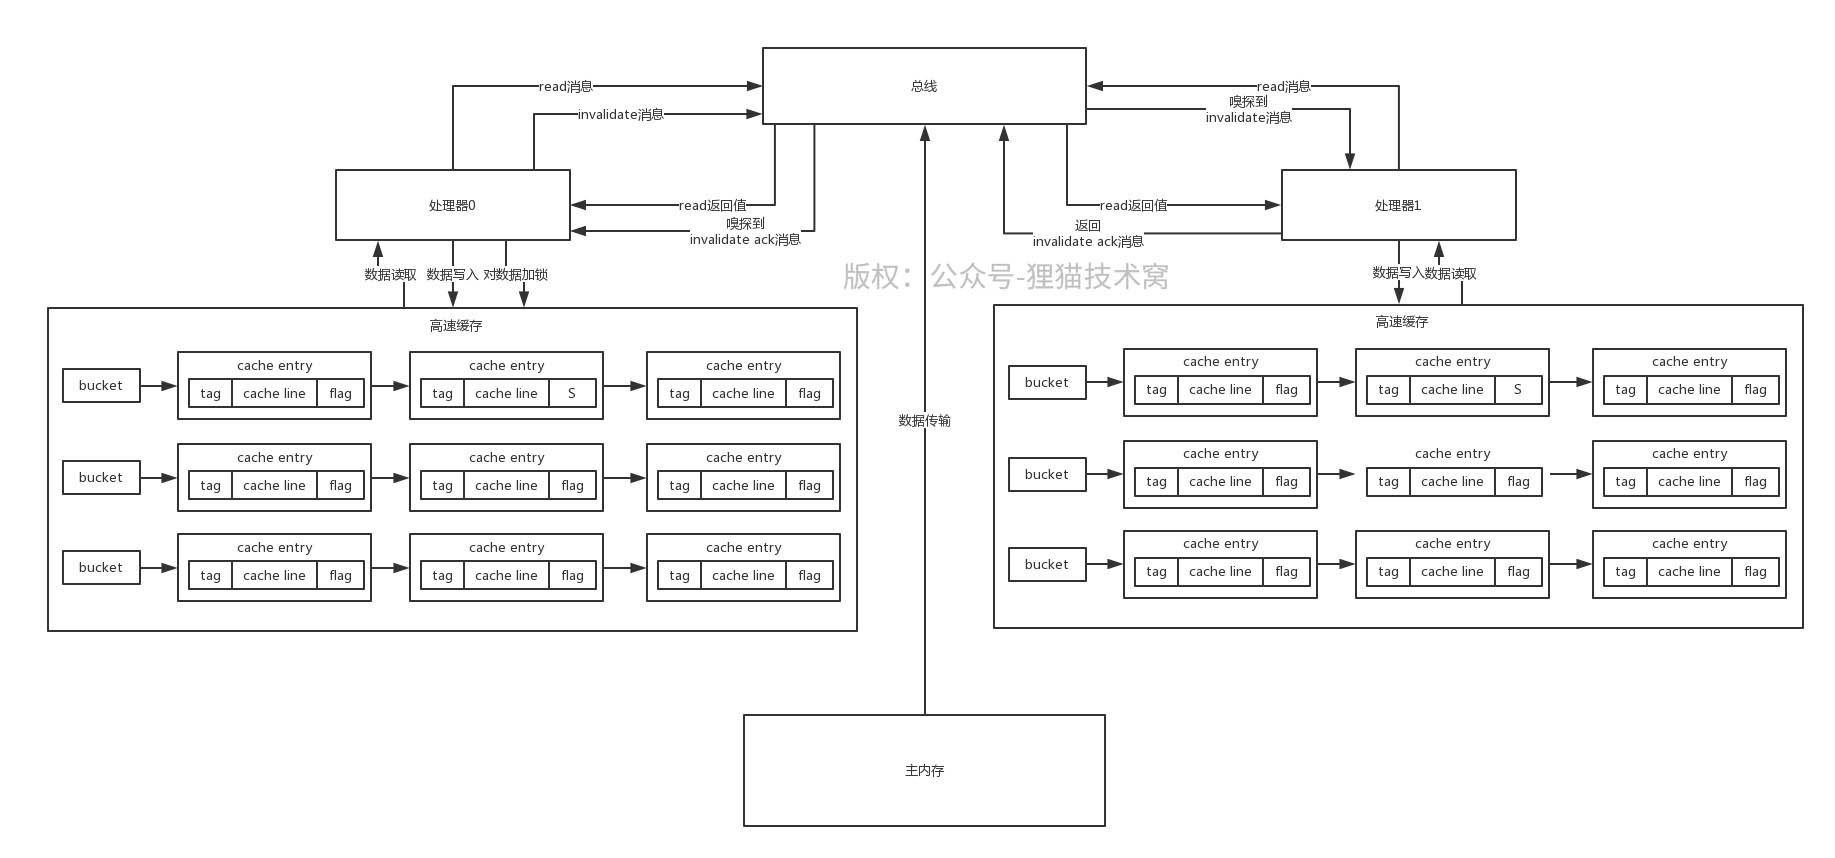 总线
read消息
invalidate消息
read消息
嗅探到
invalidate消息
处理器0
read返回值
嗅探到
invalidate ack消息
read返回值
返回
invalidate ack消息
处理器1
数据读取
数据写入
对数据加锁
版权：公众号-狸猫技术窝
数据写入
数据读取
高速缓存
bucket
cache entry
tag cache line flag
cache entry
tag cache line S
cache entry
tag cache line flag
bucket
cache entry
tag cache line flag
cache entry
tag cache line flag
cache entry
tag cache line flag
bucket
cache entry
tag cache line flag
cache entry
tag cache line flag
cache entry
tag cache line flag
数据传输
高速缓存
bucket
cache entry
tag cache line flag
cache entry
tag cache line S
cache entry
tag cache line flag
bucket
cache entry
tag cache line flag
cache entry
tag cache line flag
cache entry
tag cache line flag
bucket
cache entry
tag cache line flag
cache entry
tag cache line flag
cache entry
tag cache line flag
主内存